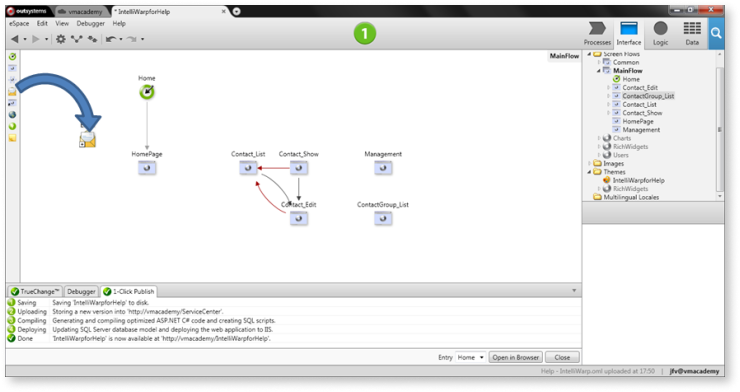 outsystems
vmacademy
* IntelliWarpforHelp
eSpace Edit View Debugger Help
1
Processes Interface Logic Data
MainFlow
Screen Flows
Common
MainFlow
Home
Contact_Edit
ContactGroup_List
Contact_List
Contact_Show
HomePage
Management
Charts
RichWidgets
Users
Images
Themes
IntelliWarpforHelp
RichWidgets
Multilingual Locales
Home
HomePage
Contact_List
Contact_Show
Management
Contact_Edit
ContactGroup_List
TrueChange™ Debugger 1-Click Publish
1 Saving Saving 'IntelliWarpforHelp' to disk.
2 Uploading Storing a new version into 'http://vmacademy/ServiceCenter'.
3 Compiling Generating and compiling optimized ASP.NET C# code and creating SQL scripts.
4 Deploying Updating SQL Server database model and deploying the web application to IIS.
Done 'IntelliWarpforHelp' is now available at 'http://vmacademy/IntelliWarpforHelp'.
Entry Home Open in Browser Close
Help - IntelliWarp.oml uploaded at 17:50 | jfv@vmacademy